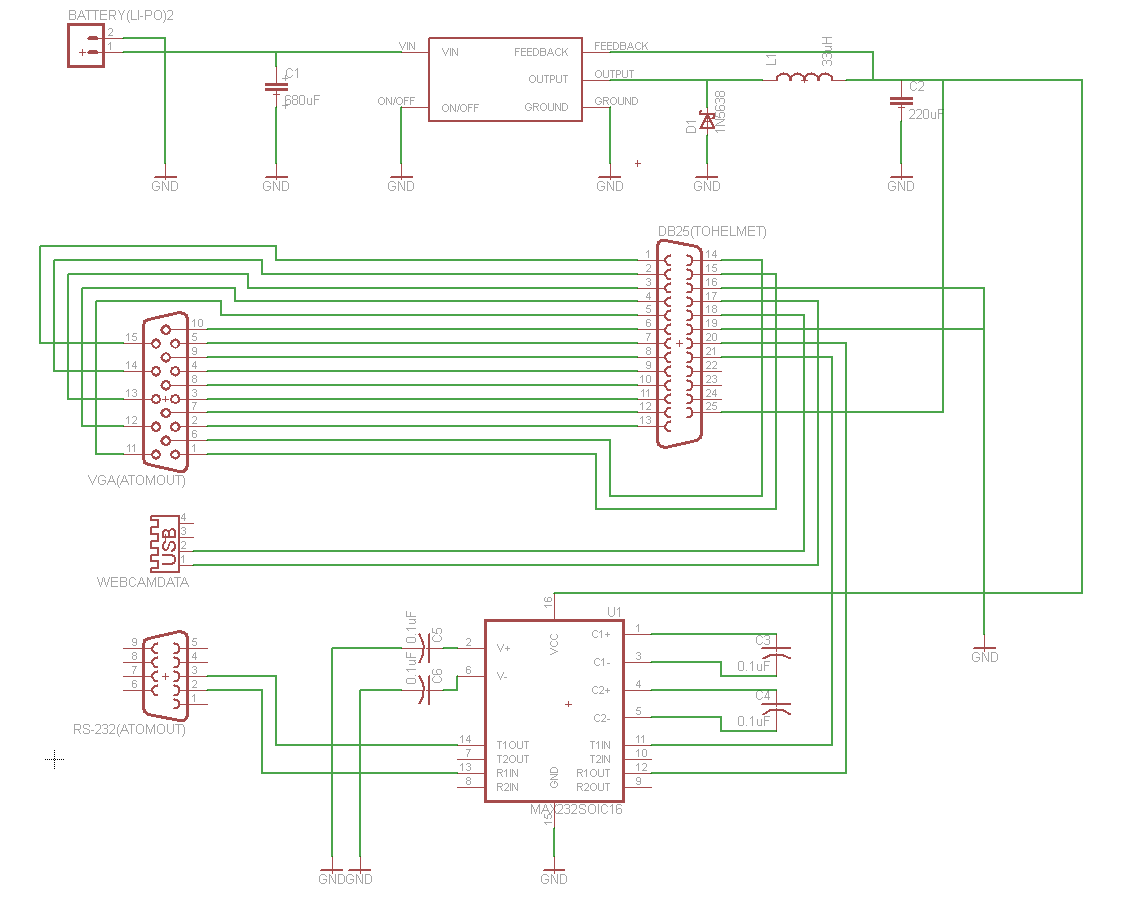 BATTERY(LI-PO)2
2
1
C1
680uF
VIN
ON/OFF
VIN
ON/OFF
FEEDBACK
OUTPUT
GROUND
FEEDBACK
OUTPUT
GROUND
L1
33uH
D1
1N5638
C2
220uF
GND
GND
GND
GND
GND
GND
DB25(TOHELMET)
1
2
3
4
5
6
7
8
9
10
11
12
13
14
15
16
17
18
19
20
21
22
23
24
25
15
14
13
12
11
10
5
9
4
8
3
7
2
6
1
VGA(ATOMOUT)
USB
4
3
2
1
WEBCAMDATA
9
8
7
6
5
4
3
2
1
RS-232(ATOMOUT)
0.1uF
C5
0.1uF
C6
U1
16
VCC
2
V+
6
V-
14
T1OUT
7
T2OUT
13
R1IN
8
R2IN
C1+
1
C1-
3
C2+
4
C2-
5
T1IN
11
T2IN
10
R1OUT
12
R2OUT
9
GND
15
MAX232SOIC16
C3
0.1uF
C4
0.1uF
GND
GND
GND
GND